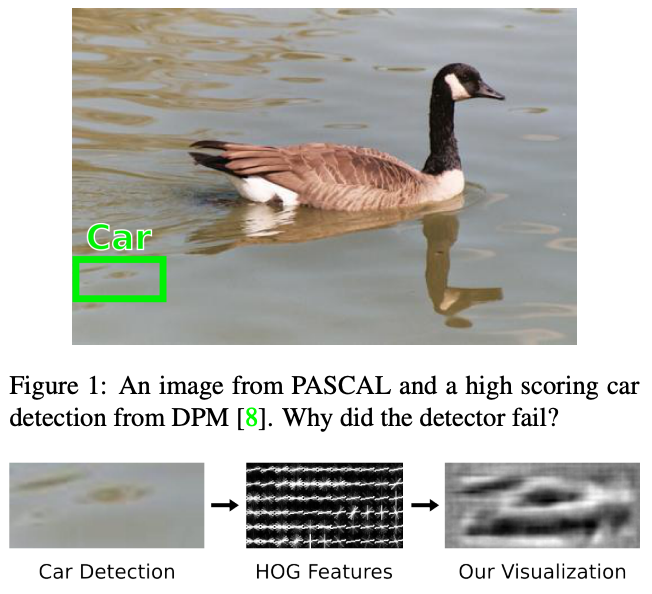 Car
Figure 1: An image from PASCAL and a high scoring car
detection from DPM [8]. Why did the detector fail?
Car Detection
HOG Features
Our Visualization